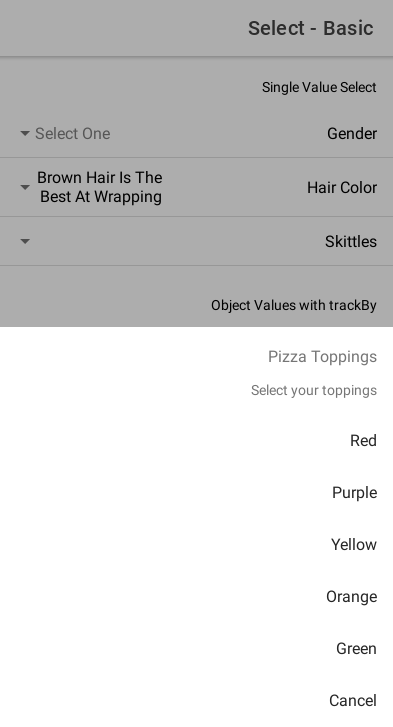 Select - Basic
Single Value Select
Gender
Select One
Hair Color
Brown Hair Is The
Best At Wrapping
Skittles
Object Values with trackBy
Pizza Toppings
Select your toppings
Red
Purple
Yellow
Orange
Green
Cancel